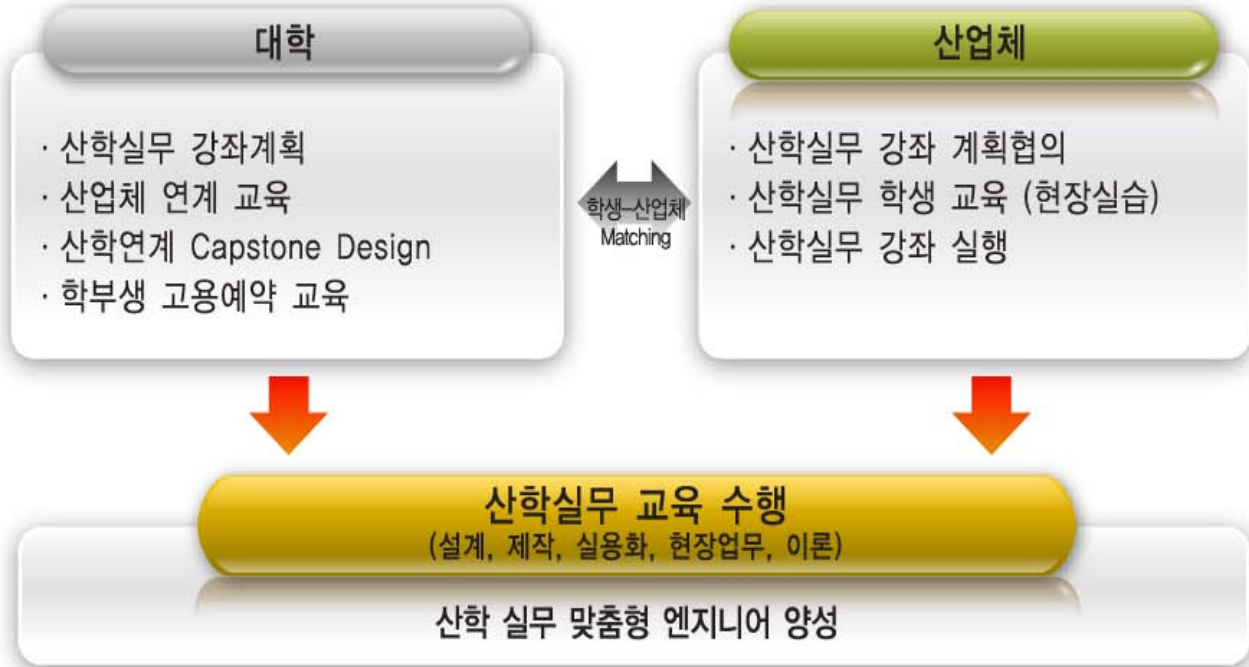 대학
· 산학실무 강좌계획
· 산업체 연계 교육
· 산학연계 Capstone Design
· 학부생 고용예약 교육
학생–산업체
Matching
산업체
· 산학실무 강좌 계획협의
· 산학실무 학생 교육 (현장실습)
· 산학실무 강좌 실행
산학실무 교육 수행
(설계, 제작, 실용화, 현장업무, 이론)
산학 실무 맞춤형 엔지니어 양성